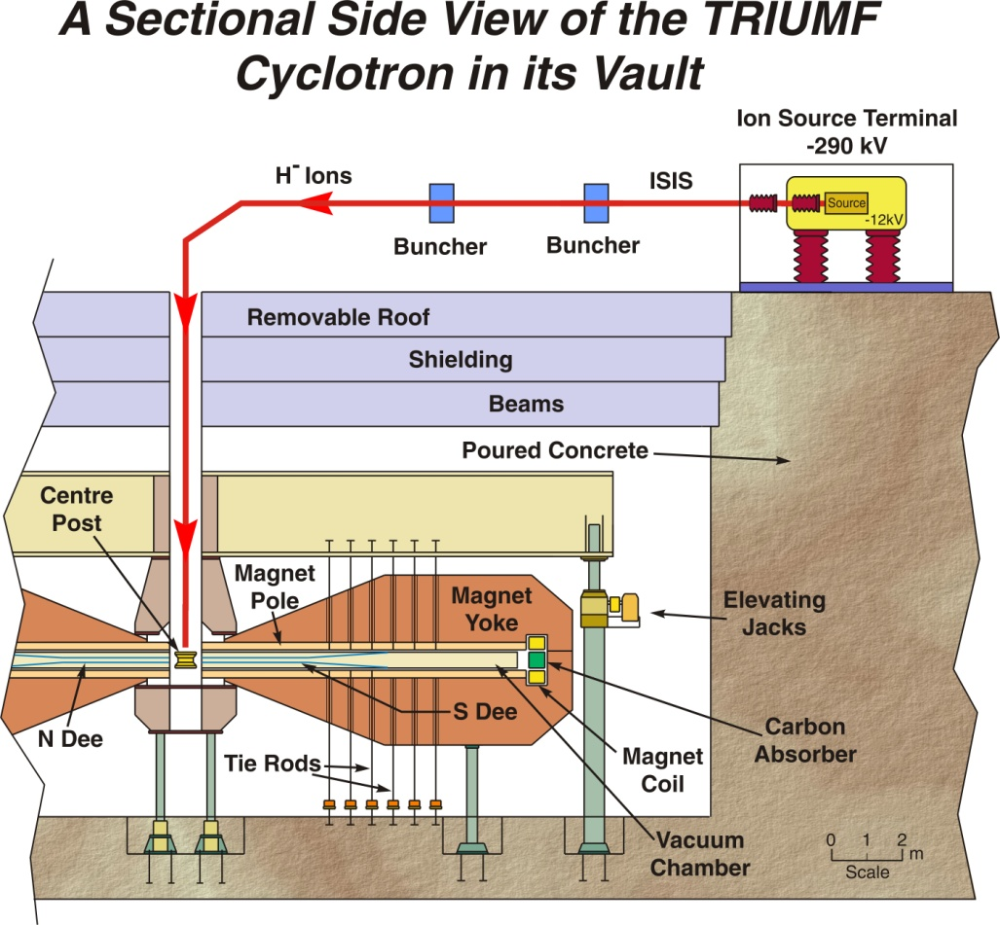 A Sectional Side View of the TRIUMF
Cyclotron in its Vault
Ion Source Terminal
-290 kV
H- Ions
ISIS
Source
-12kV
Buncher
Buncher
Removable Roof
Shielding
Beams
Poured Concrete
Centre
Post
Magnet
Pole
Magnet
Yoke
Elevating
Jacks
S Dee
N Dee
Carbon
Absorber
Tie Rods
Magnet
Coil
Vacuum
Chamber
0 1 2
m
Scale